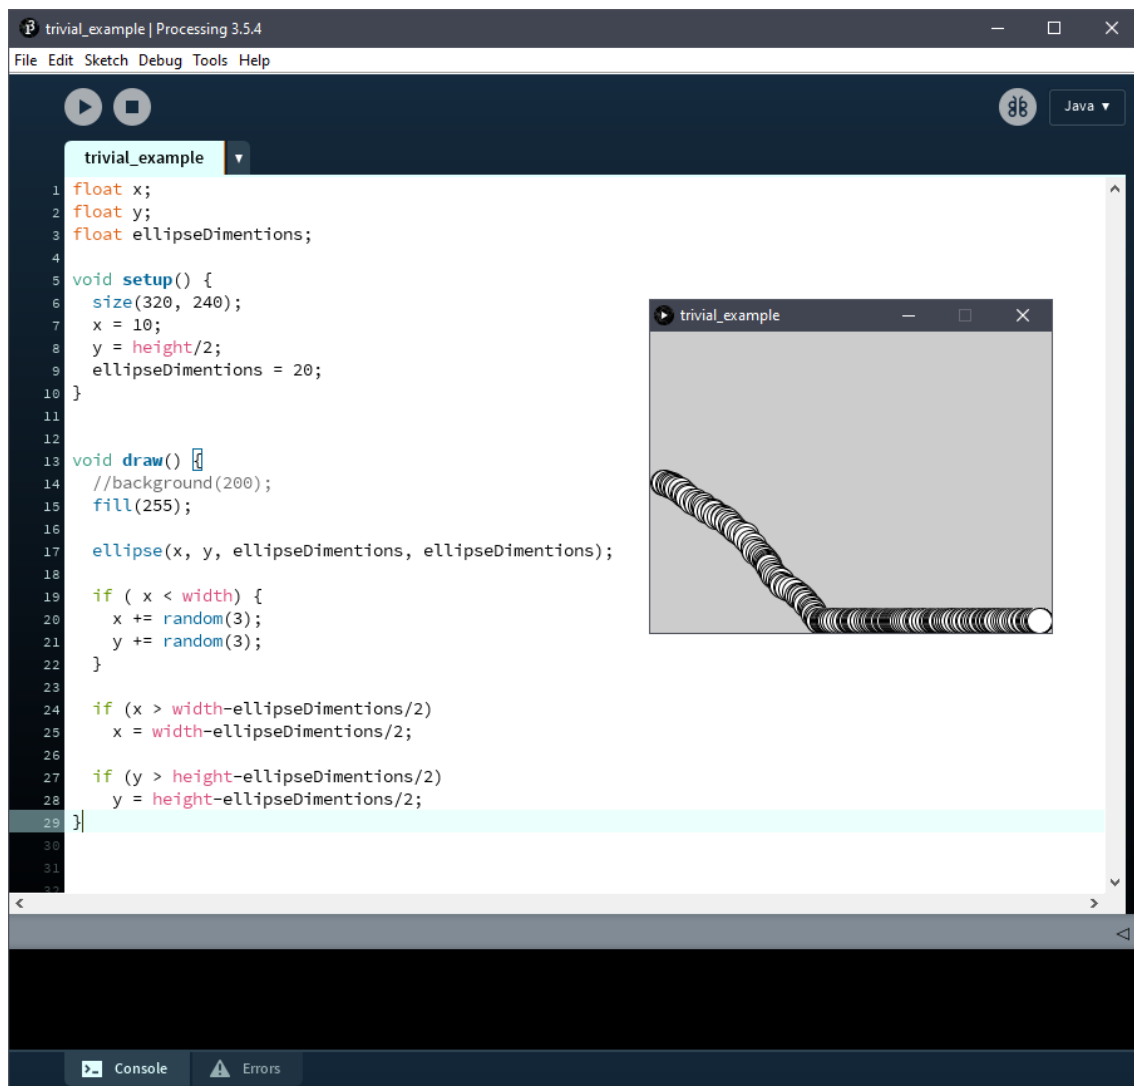 trivial_example | Processing 3.5.4
File Edit Sketch Debug Tools Help
Java ▾
trivial_example ▾
1 float x;
2 float y;
3 float ellipseDimentions;
4
5 void setup() {
6   size(320, 240);
7   x = 10;
8   y = height/2;
9   ellipseDimentions = 20;
10 }
11
12
13 void draw() {
14   //background(200);
15   fill(255);
16
17   ellipse(x, y, ellipseDimentions, ellipseDimentions);
18
19   if ( x < width) {
20     x += random(3);
21     y += random(3);
22   }
23
24   if (x > width-ellipseDimentions/2)
25     x = width-ellipseDimentions/2;
26
27   if (y > height-ellipseDimentions/2)
28     y = height-ellipseDimentions/2;
29 }
30
31
32
trivial_example
Console
Errors